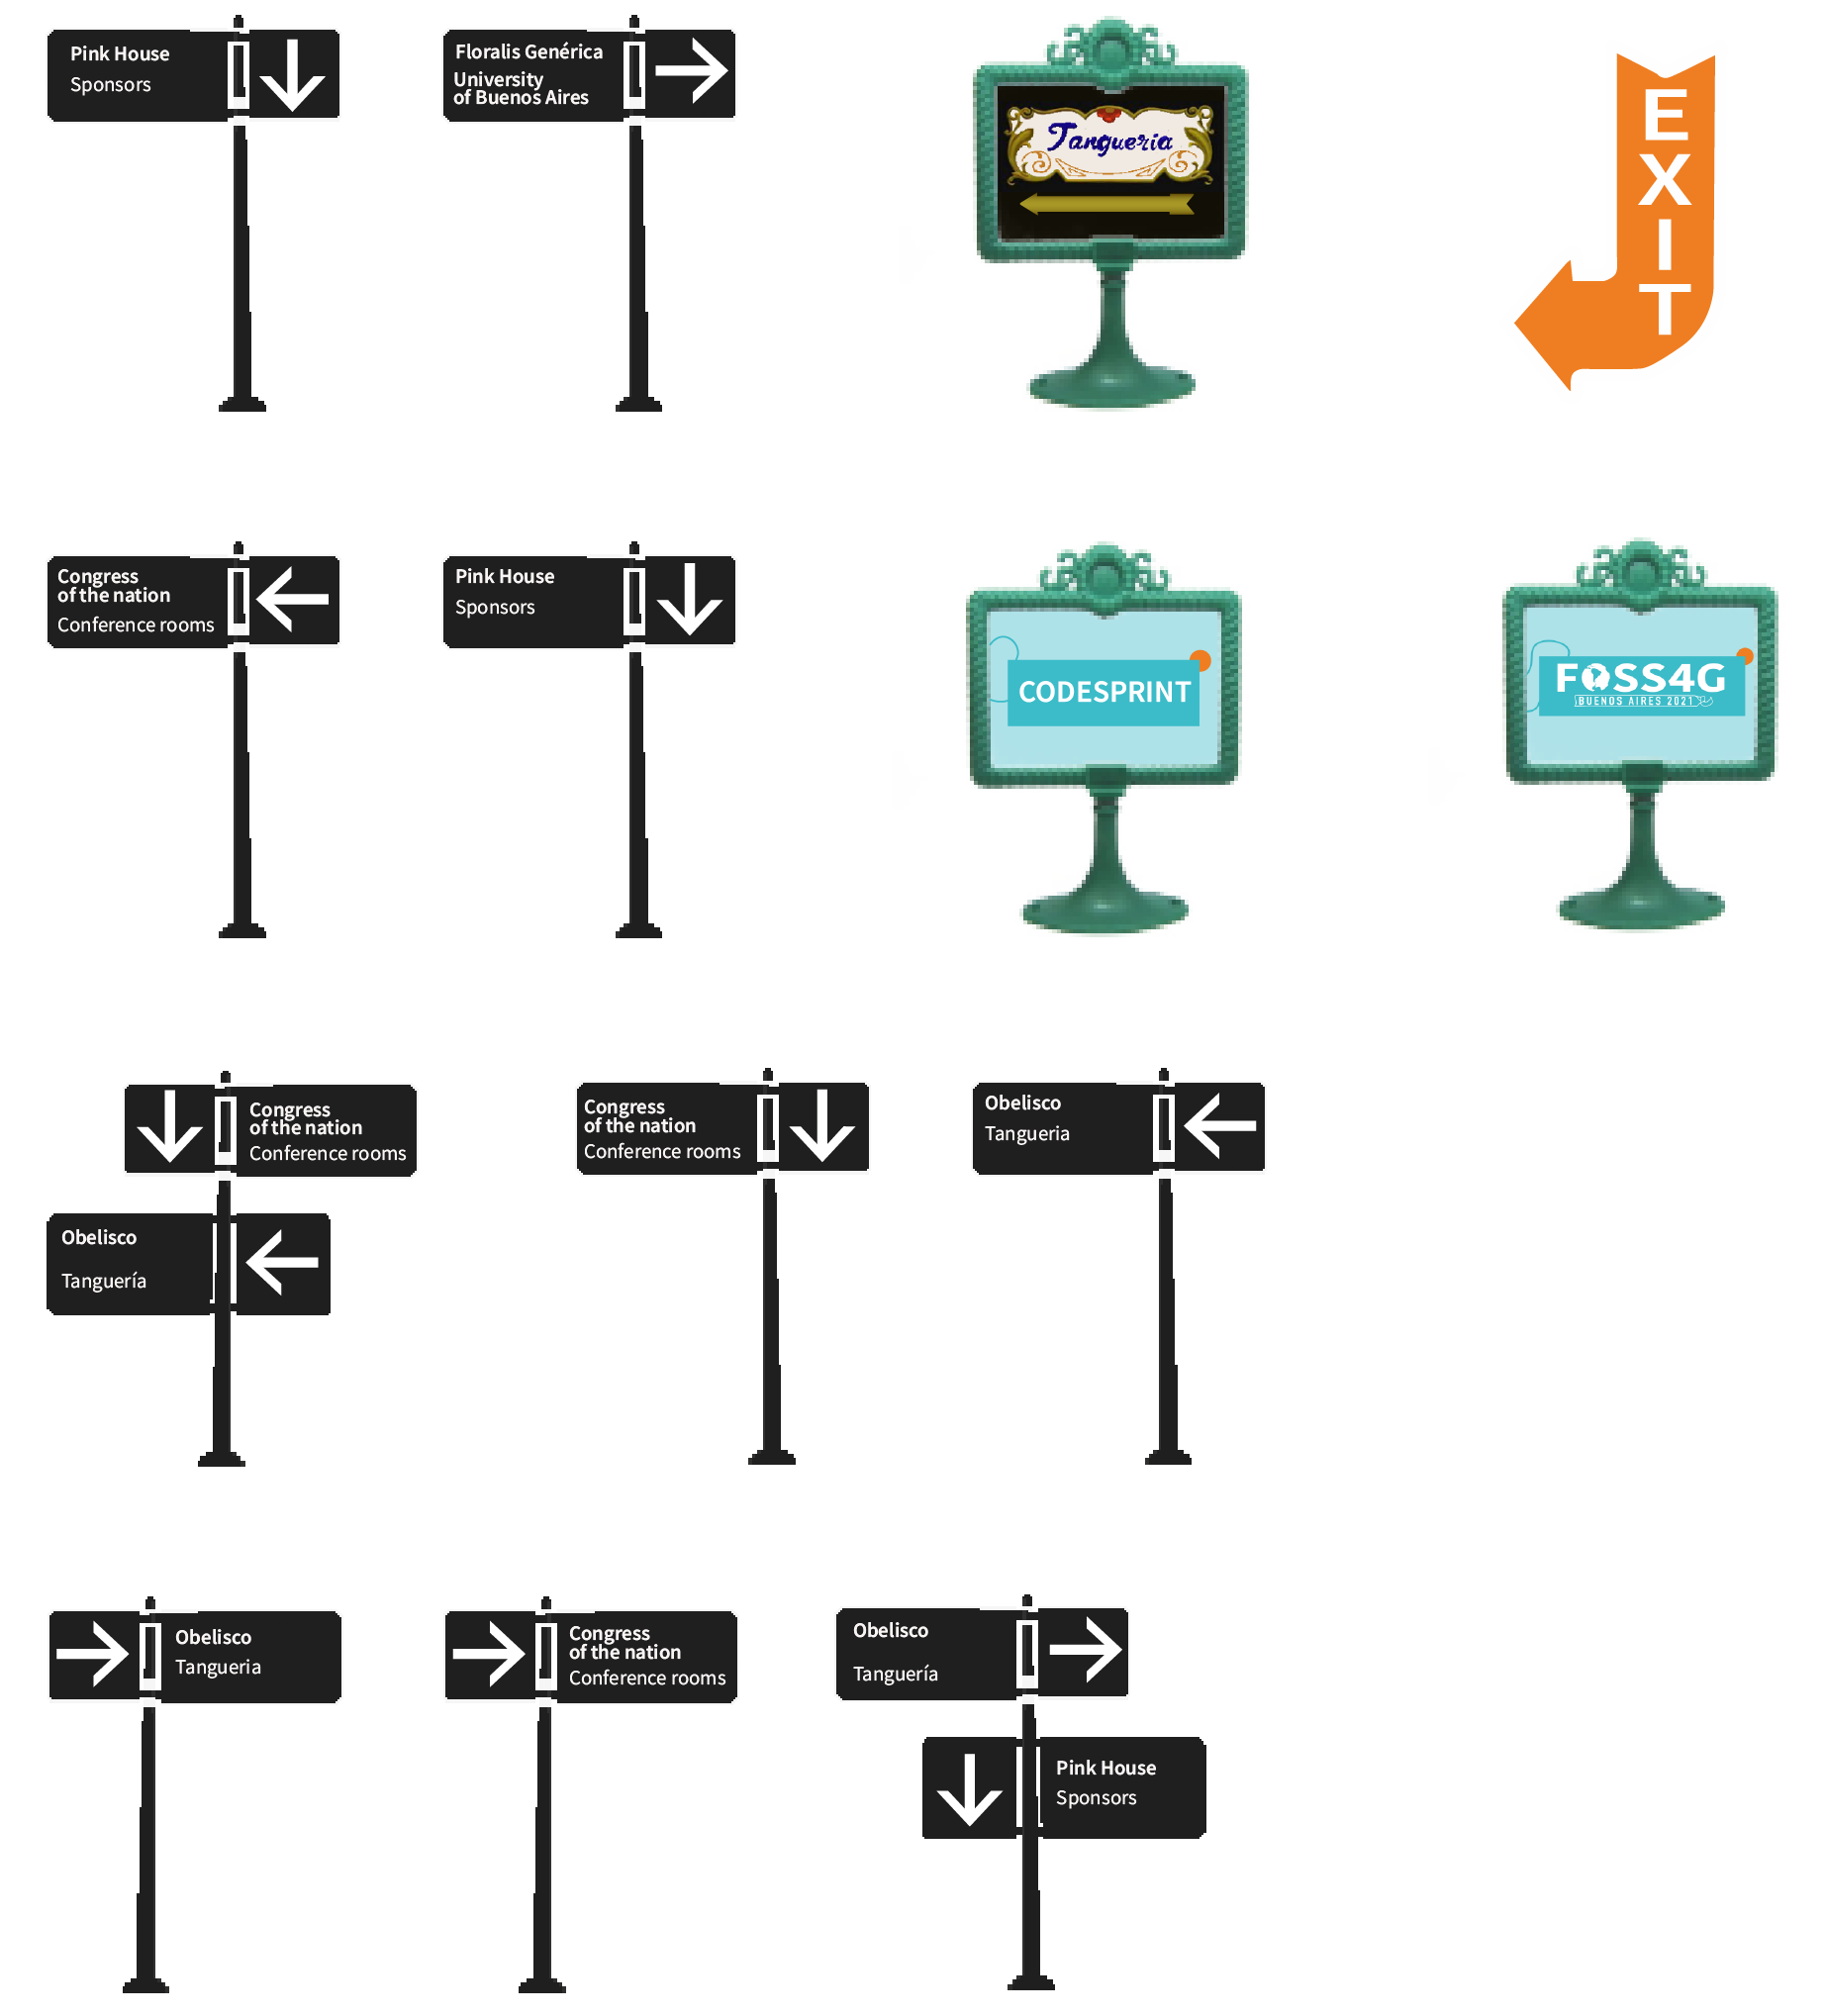 Pink House
Sponsors
Floralis Genérica
University
of Buenos Aires
Tangueria
EXIT
Congress
of the nation
Conference rooms
Pink House
Sponsors
CODESPRINT
FOSS4G
BUENOS AIRES 2021
Congress
of the nation
Conference rooms
Obelisco
Tanguería
Congress
of the nation
Conference rooms
Obelisco
Tangueria
Obelisco
Tangueria
Congress
of the nation
Conference rooms
Obelisco
Tanguería
Pink House
Sponsors